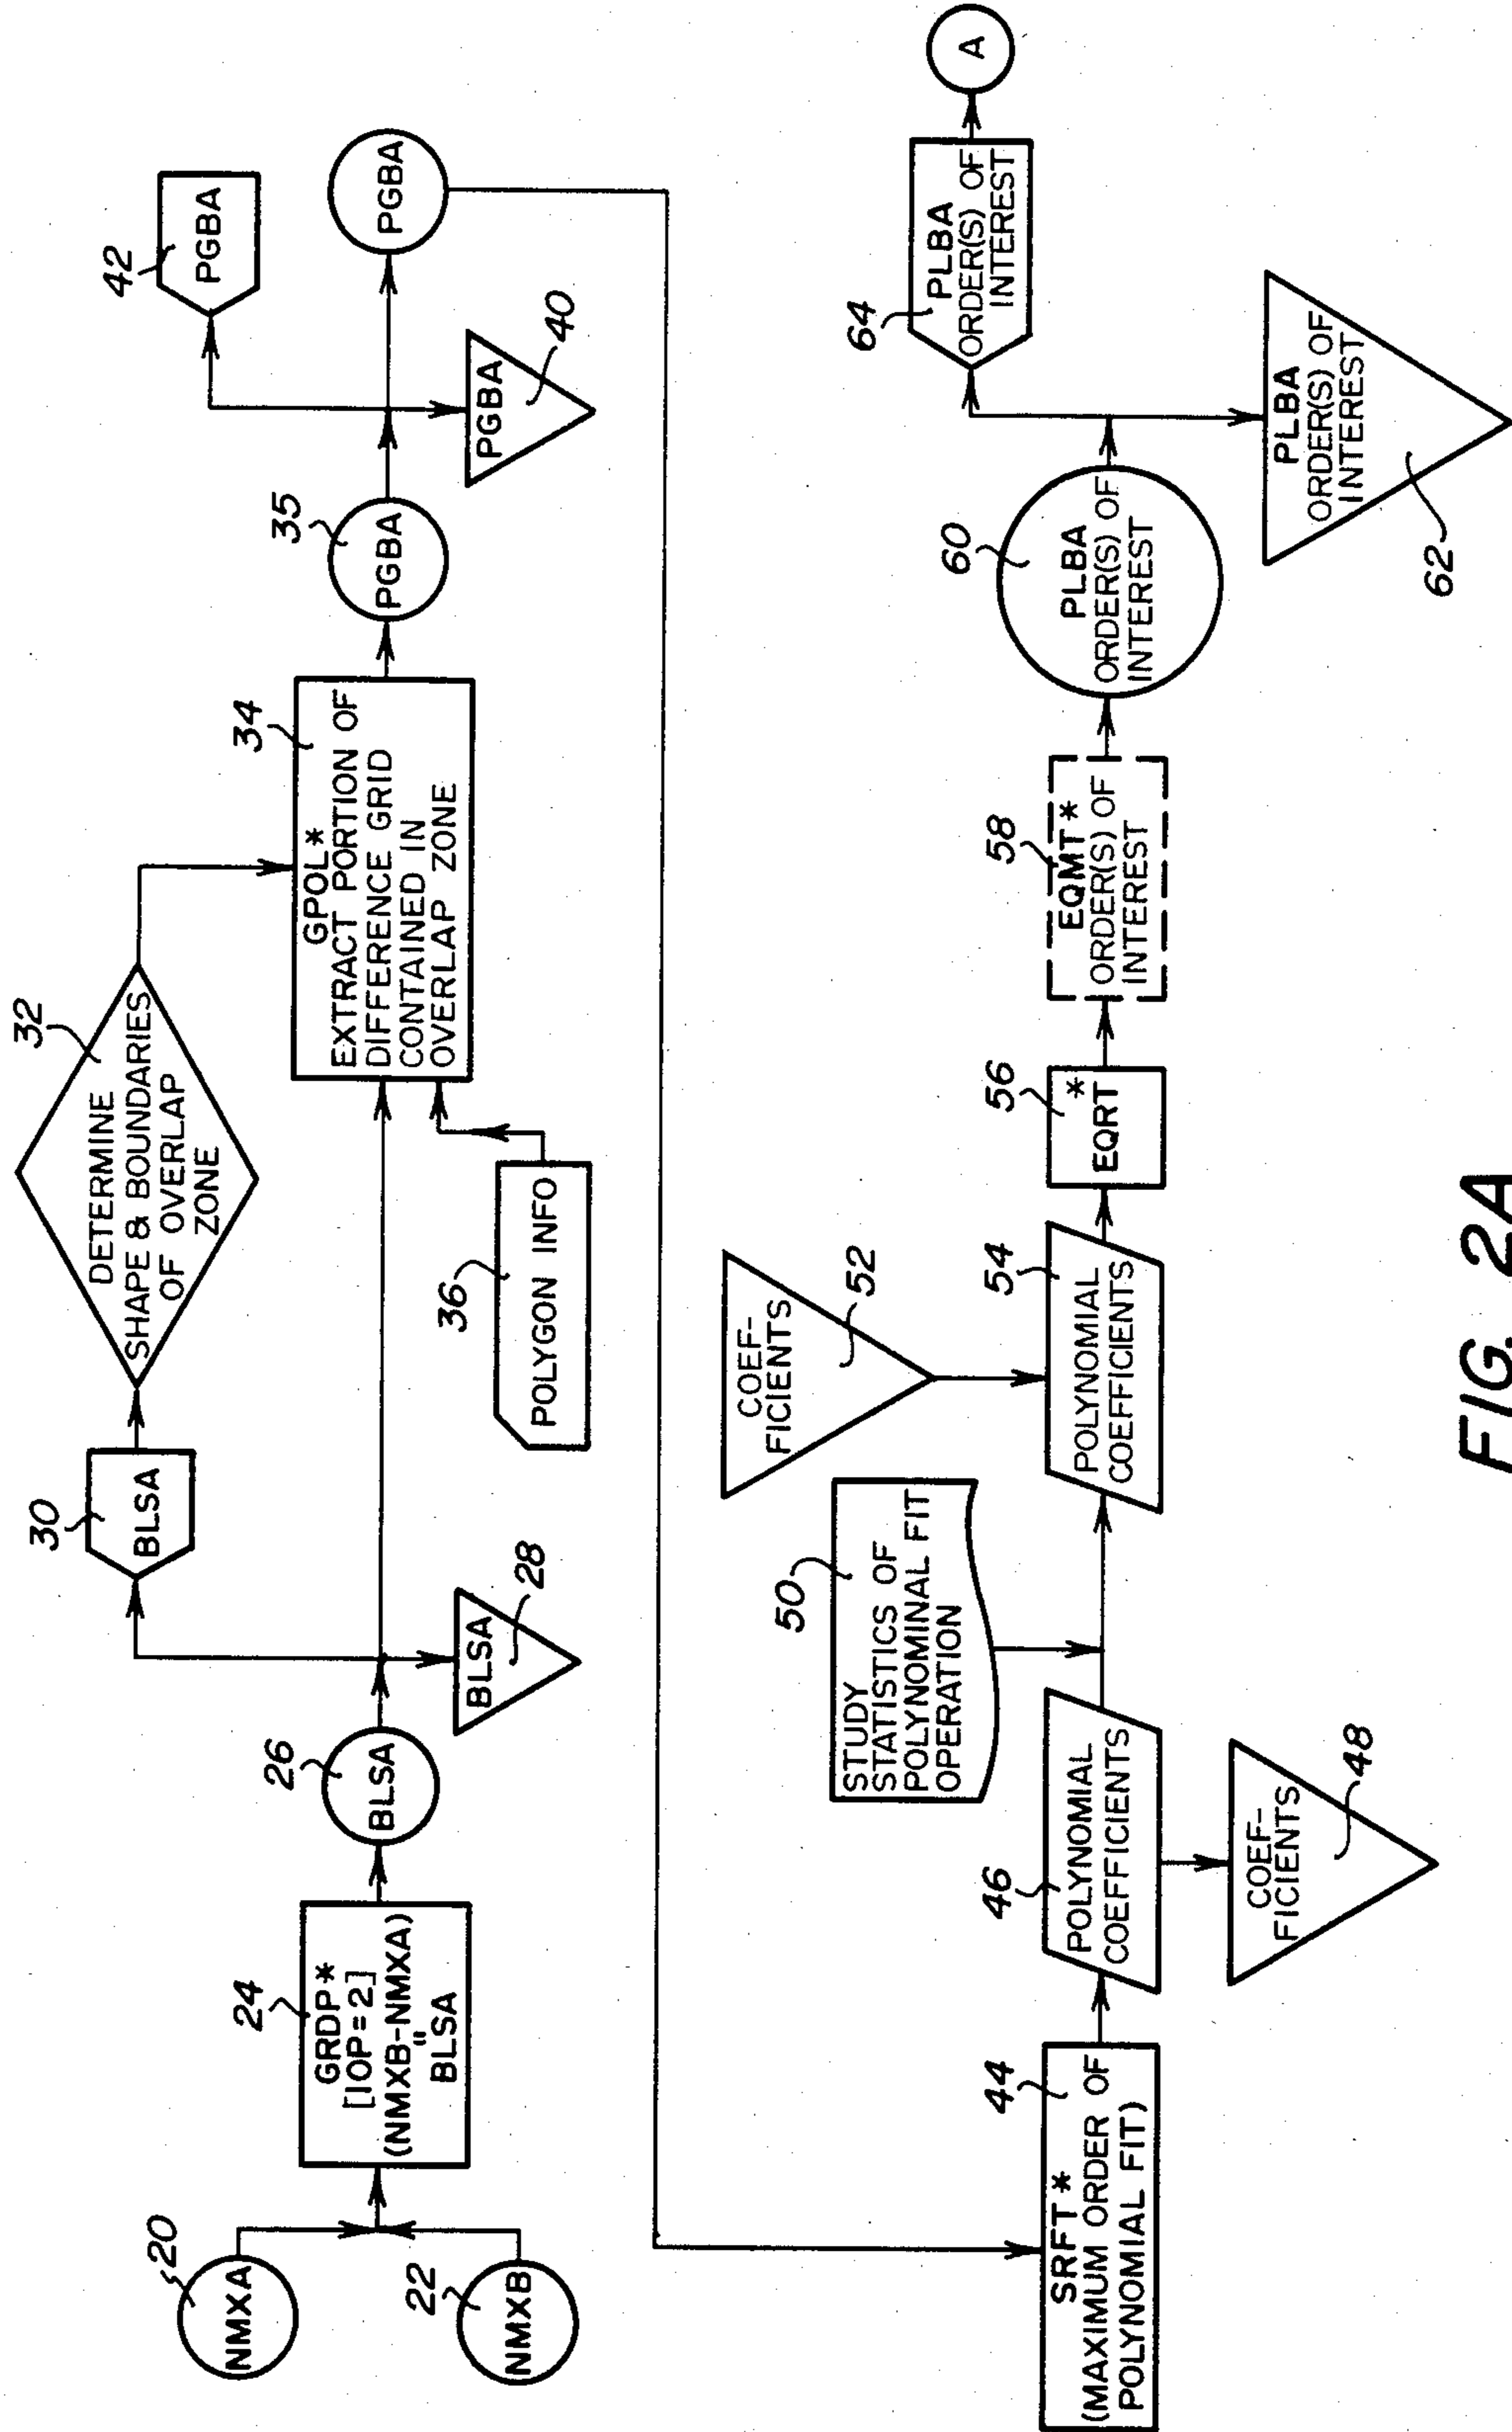 20
NMXA
22
NMXB
24
GRDP*
[IOP=2]
(NMXB-NMXA)
"
BLSA
26
BLSA
28
BLSA
30
BLSA
32
DETERMINE
SHAPE & BOUNDARIES
OF OVERLAP
ZONE
36
POLYGON INFO
34
GPOL*
EXTRACT PORTION OF
DIFFERENCE GRID
CONTAINED IN
OVERLAP ZONE
35
PGBA
42
PGBA
40
PGBA
PGBA
44
SRFT*
(MAXIMUM ORDER OF
POLYNOMIAL FIT)
46
POLYNOMIAL
COEFFICIENTS
48
COEF-
FICIENTS
50
STUDY
STATISTICS OF
POLYNOMINAL FIT
OPERATION
52
COEF-
FICIENTS
54
POLYNOMIAL
COEFFICIENTS
56
*
EQRT
58
EQMT*
ORDER(S) OF
INTEREST
60
PLBA
ORDER(S) OF
INTEREST
62
PLBA
ORDER(S) OF
INTEREST
64
PLBA
ORDER(S) OF
INTEREST
A
FIG. 2A